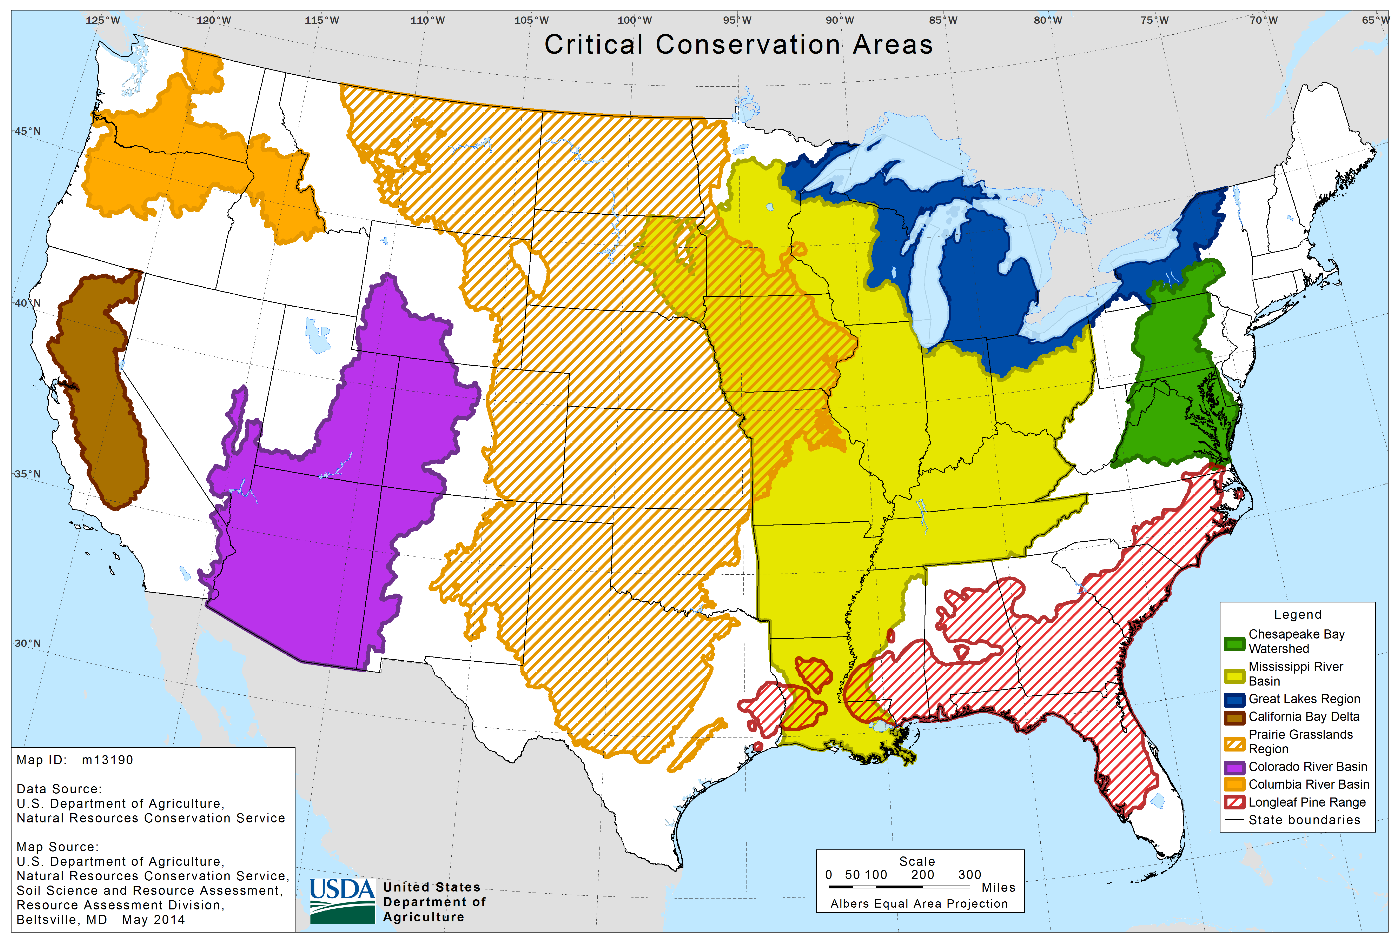 125°W 120°W 115°W 110°W 105°W 100°W 95°W 90°W 85°W 80°W 75°W 70°W 65°W
Critical Conservation Areas
45°N
40°N
35°N
30°N
Legend
Chesapeake Bay
Watershed
Mississippi River
Basin
Great Lakes Region
California Bay Delta
Prairie Grasslands
Region
Colorado River Basin
Columbia River Basin
Longleaf Pine Range
State boundaries
Map ID: m13190
Data Source:
U.S. Department of Agriculture,
Natural Resources Conservation Service
Map Source:
U.S. Department of Agriculture,
Natural Resources Conservation Service,
Soil Science and Resource Assessment,
Resource Assessment Division,
Beltsville, MD May 2014
USDA
United States
Department of
Agriculture
Scale
0 50 100 200 300
Miles
Albers Equal Area Projection